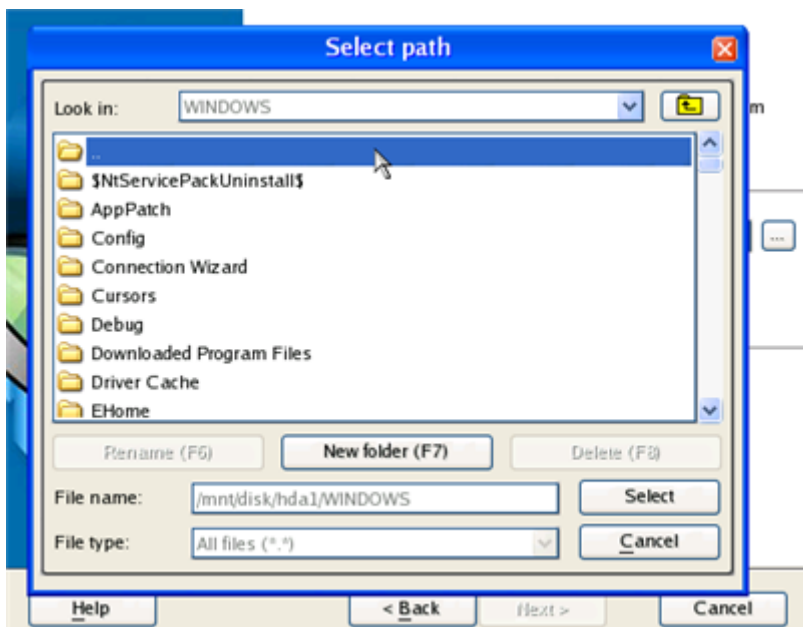 Select path
Look in: WINDOWS
m
..
$NtServicePackUninstall$
AppPatch
Config
Connection Wizard
Cursors
Debug
Downloaded Program Files
Driver Cache
EHome
...
Rename (F6) New folder (F7) Delete (F8)
File name: /mnt/disk/hda1/WINDOWS Select
File type: All files (*.*) Cancel
Help < Back Next > Cancel